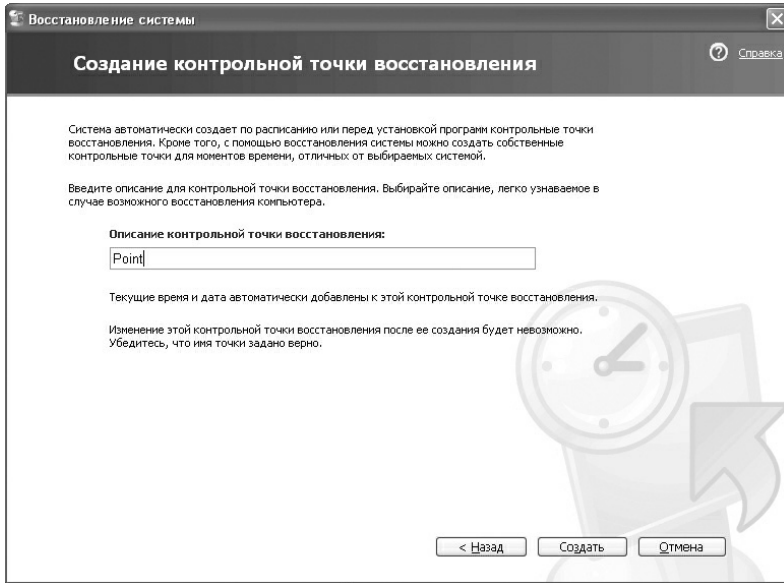 Восстановление системы
Создание контрольной точки восстановления
Справка
Система автоматически создает по расписанию или перед установкой программ контрольные точки
восстановления. Кроме того, с помощью восстановления системы можно создать собственные
контрольные точки для моментов времени, отличных от выбираемых системой.
Введите описание для контрольной точки восстановления. Выбирайте описание, легко узнаваемое в
случае возможного восстановления компьютера.
Описание контрольной точки восстановления:
Point
Текущие время и дата автоматически добавлены к этой контрольной точке восстановления.
Изменение этой контрольной точки восстановления после ее создания будет невозможно.
Убедитесь, что имя точки задано верно.
< Назад
Создать
Отмена